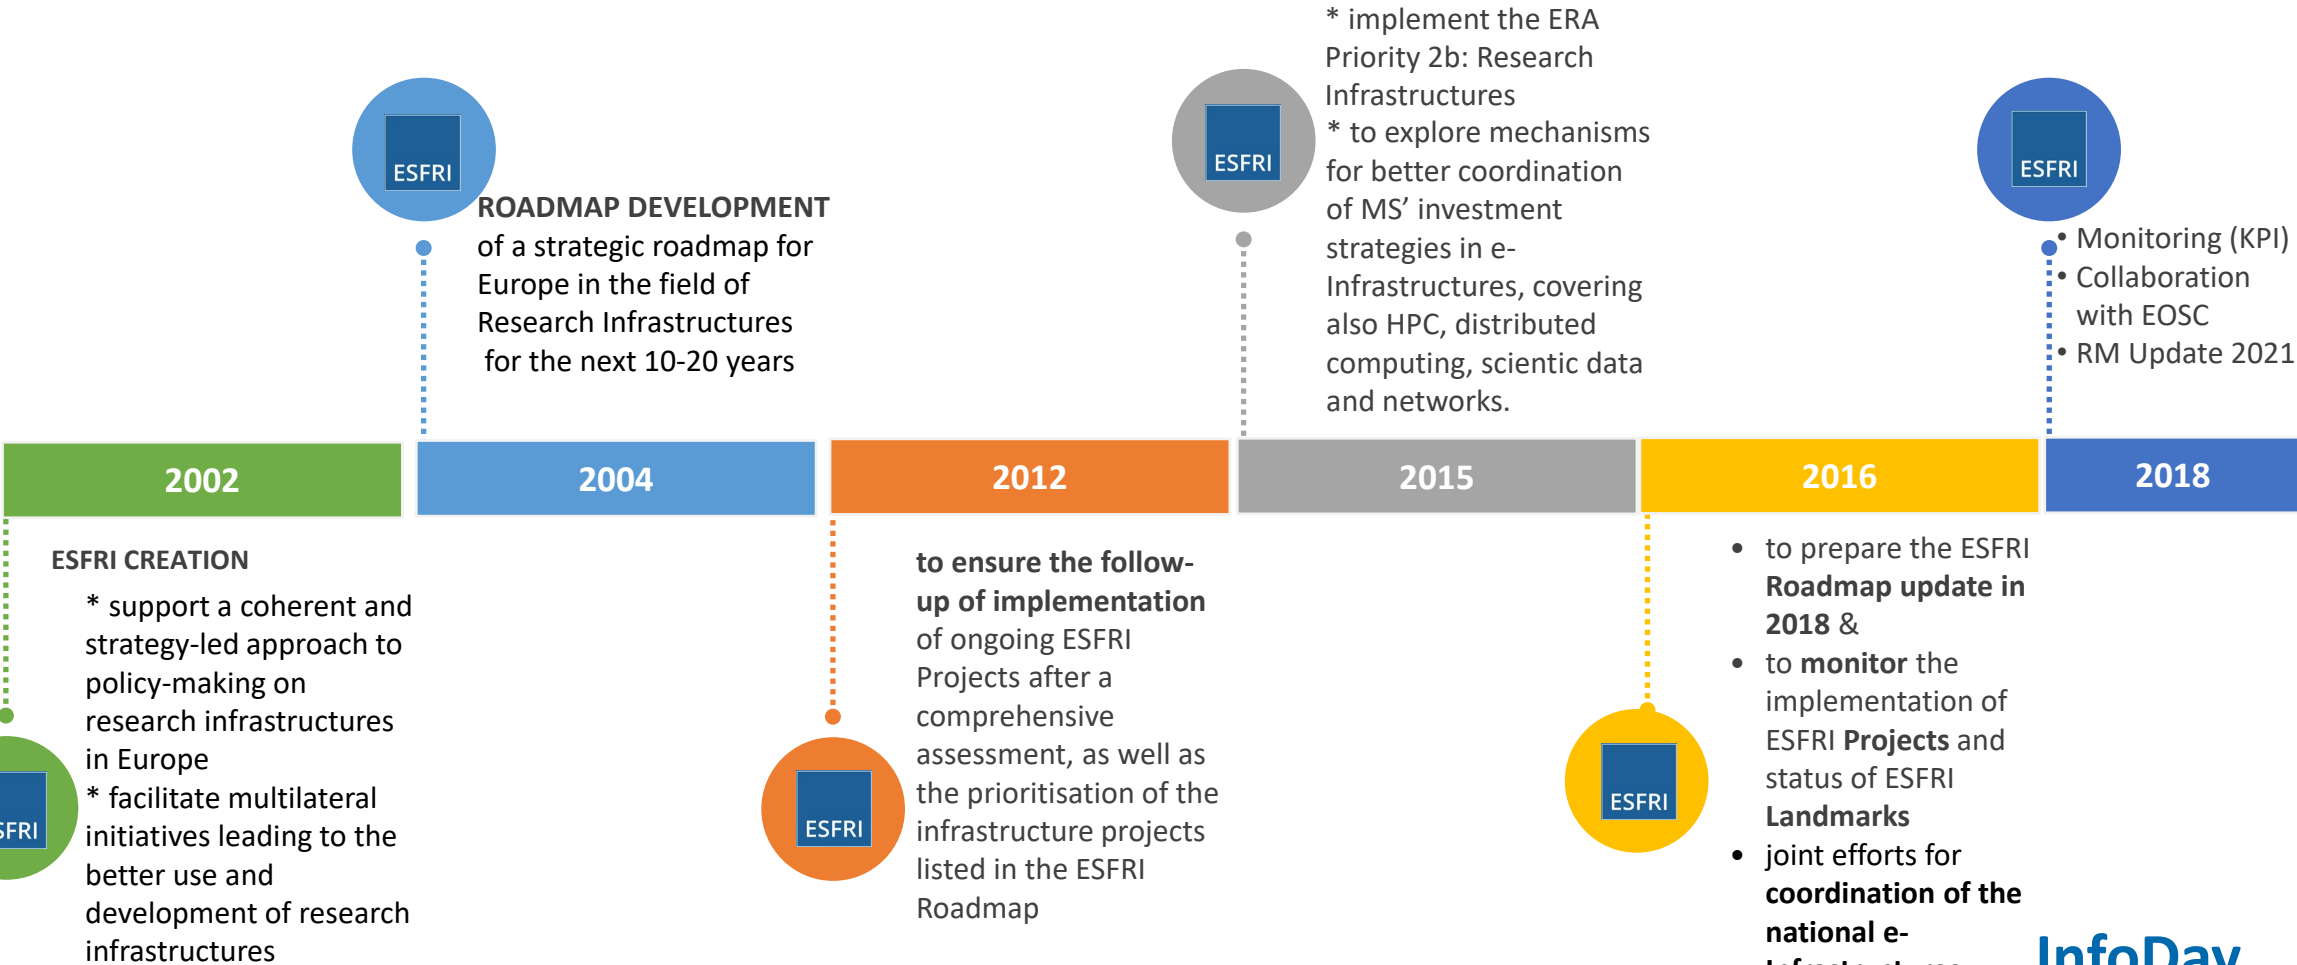 * implement the ERA
Priority 2b: Research
Infrastructures
* to explore mechanisms
for better coordination
of MS’ investment
strategies in e-
Infrastructures, covering
also HPC, distributed
computing, scientic data
and networks.
ESFRI
ROADMAP DEVELOPMENT
of a strategic roadmap for
Europe in the field of
Research Infrastructures
for the next 10-20 years
ESFRI
ESFRI
• Monitoring (KPI)
• Collaboration
with EOSC
• RM Update 2021
2002
2004
2012
2015
2016
2018
ESFRI CREATION
* support a coherent and
strategy-led approach to
policy-making on
research infrastructures
in Europe
* facilitate multilateral
initiatives leading to the
better use and
development of research
infrastructures
SFRI
to ensure the follow-
up of implementation
of ongoing ESFRI
Projects after a
comprehensive
assessment, as well as
the prioritisation of the
infrastructure projects
listed in the ESFRI
Roadmap
ESFRI
• to prepare the ESFRI
Roadmap update in
2018 &
• to monitor the
implementation of
ESFRI Projects and
status of ESFRI
Landmarks
• joint efforts for
coordination of the
national e-
ESFRI
InfoDay